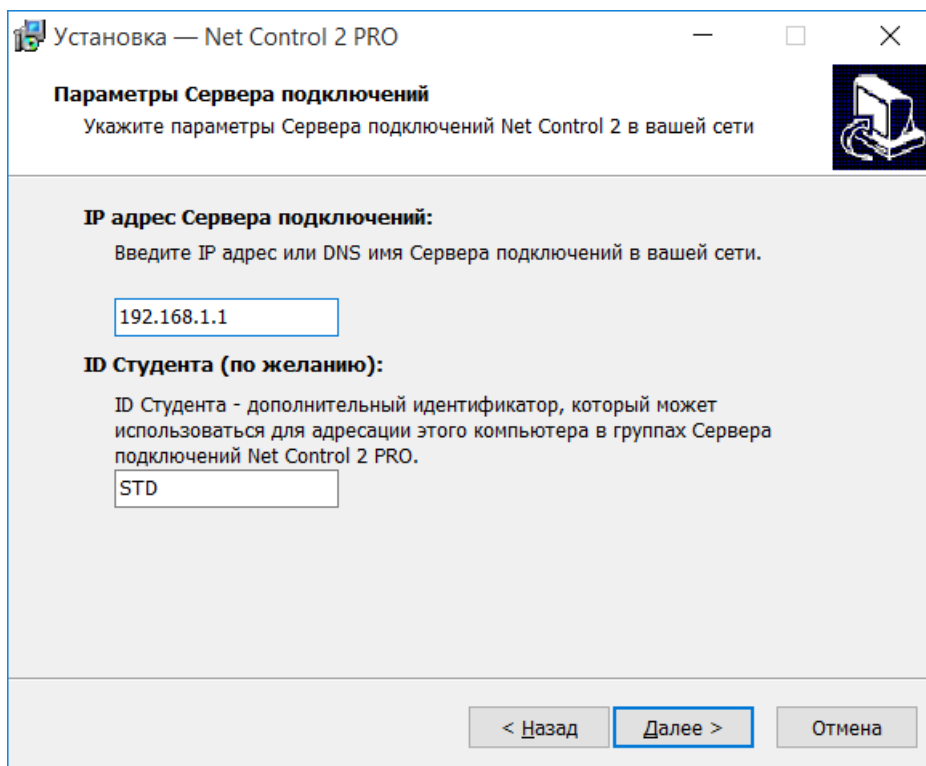 Установка — Net Control 2 PRO
Параметры Сервера подключений
Укажите параметры Сервера подключений Net Control 2 в вашей сети
IP адрес Сервера подключений:
Введите IP адрес или DNS имя Сервера подключений в вашей сети.
192.168.1.1
ID Студента (по желанию):
ID Студента - дополнительный идентификатор, который может
использоваться для адресации этого компьютера в группах Сервера
подключений Net Control 2 PRO.
STD
< Назад
Далее >
Отмена